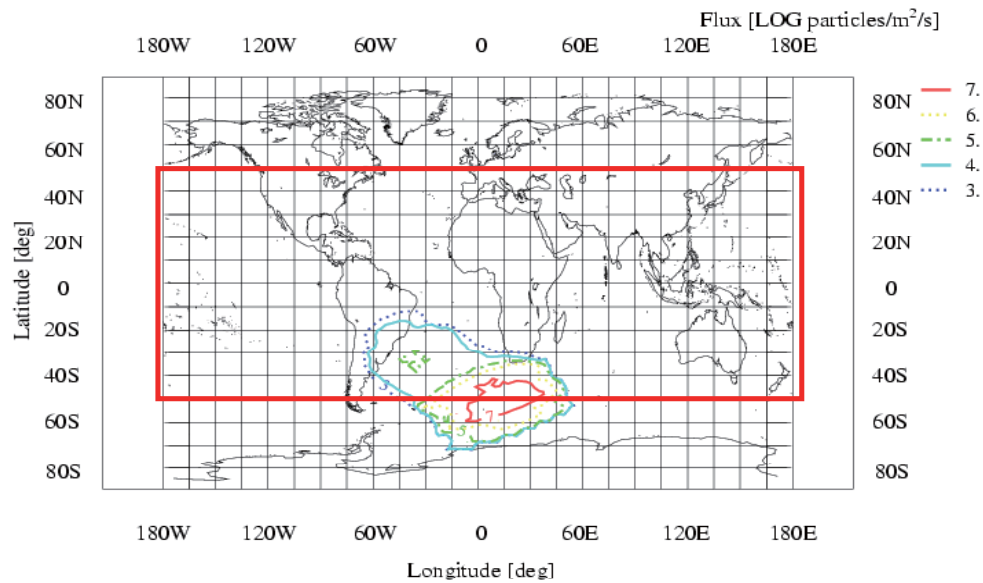 Flux [LOG particles/m²/s]
180W 120W 60W 0 60E 120E 180E
80N 80N 7.
60N 60N 6.
40N 40N 5.
20N 20N 4.
0 0 3.
20S 20S
40S 40S
60S 60S
80S 80S
7
5
3
180W 120W 60W 0 60E 120E 180E
Latitude [deg]
Longitude [deg]